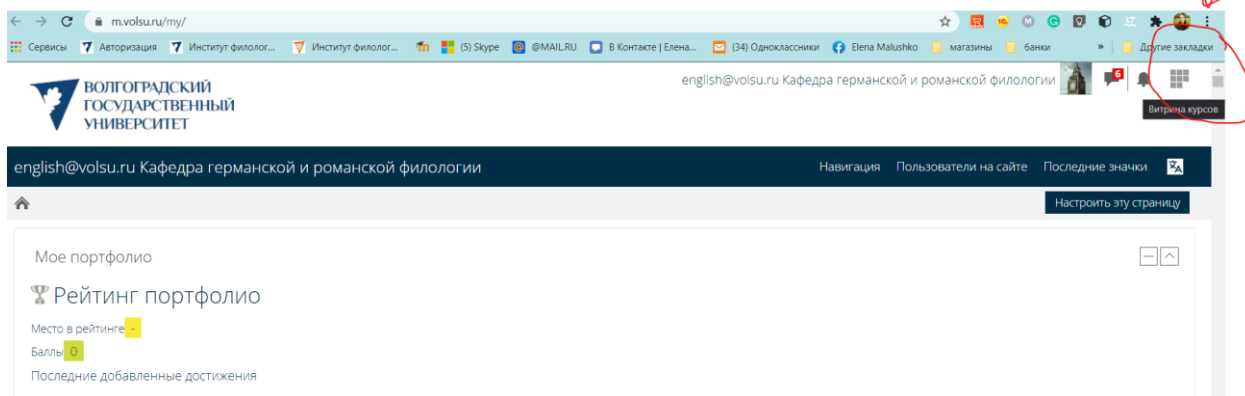 m.volsu.ru/my/
Сервисы Авторизация Институт филолог... Институт филолог... (5) Skype @MAIL.RU В Контакте | Елена... (34) Одноклассники Elena Malushko магазины банки » Другие закладки
ВОЛГОГРАДСКИЙ
ГОСУДАРСТВЕННЫЙ
УНИВЕРСИТЕТ
english@volsu.ru Кафедра германской и романской филологии 6
Витрина курсов
english@volsu.ru Кафедра германской и романской филологии Навигация Пользователи на сайте Последние значки
Настроить эту страницу
Мое портфолио
Рейтинг портфолио
Место в рейтинге -
Баллы 0
Последние добавленные достижения